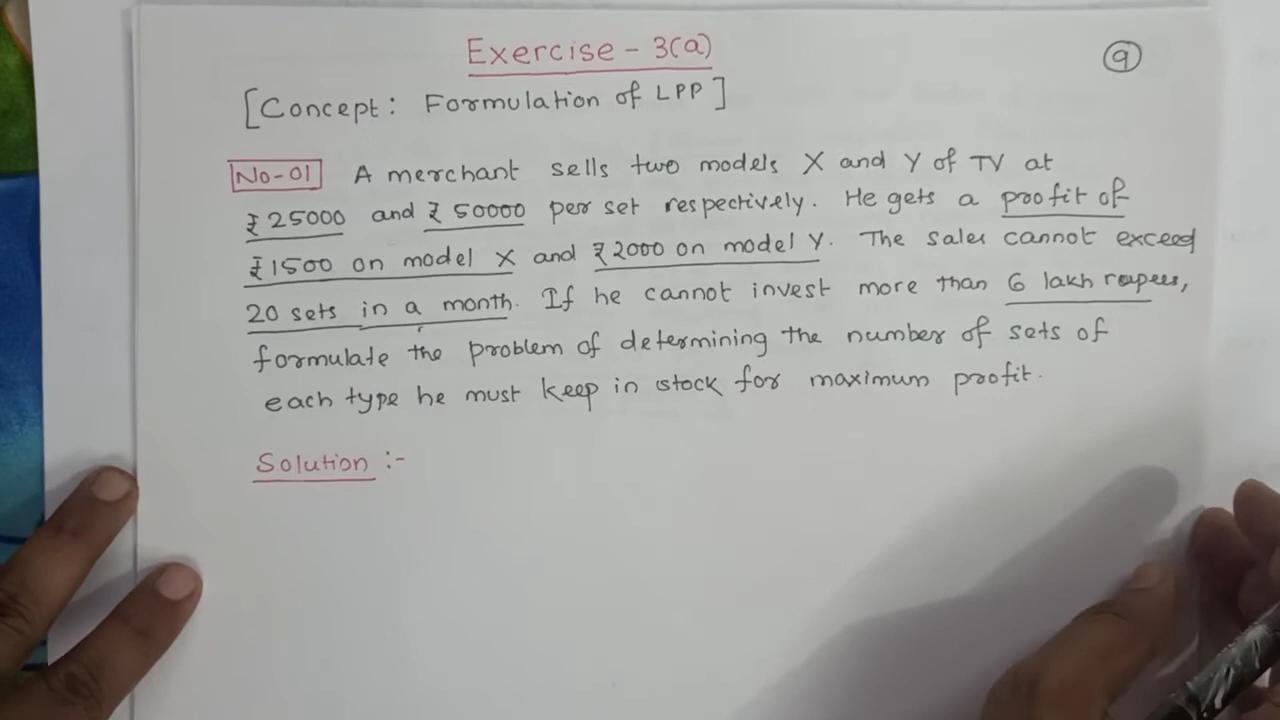 Exercise - 3(a)
9
[Concept: Formulation of LPP]
No-01 A merchant sells two models X and Y of TV at
₹25000 and ₹50000 per set respectively. He gets a profit of
₹1500 on model X and ₹2000 on model Y. The sales cannot exceed
20 sets in a month. If he cannot invest more than 6 lakh rupees,
formulate the problem of determining the number of sets of
each type he must keep in stock for maximum profit.
Solution :-